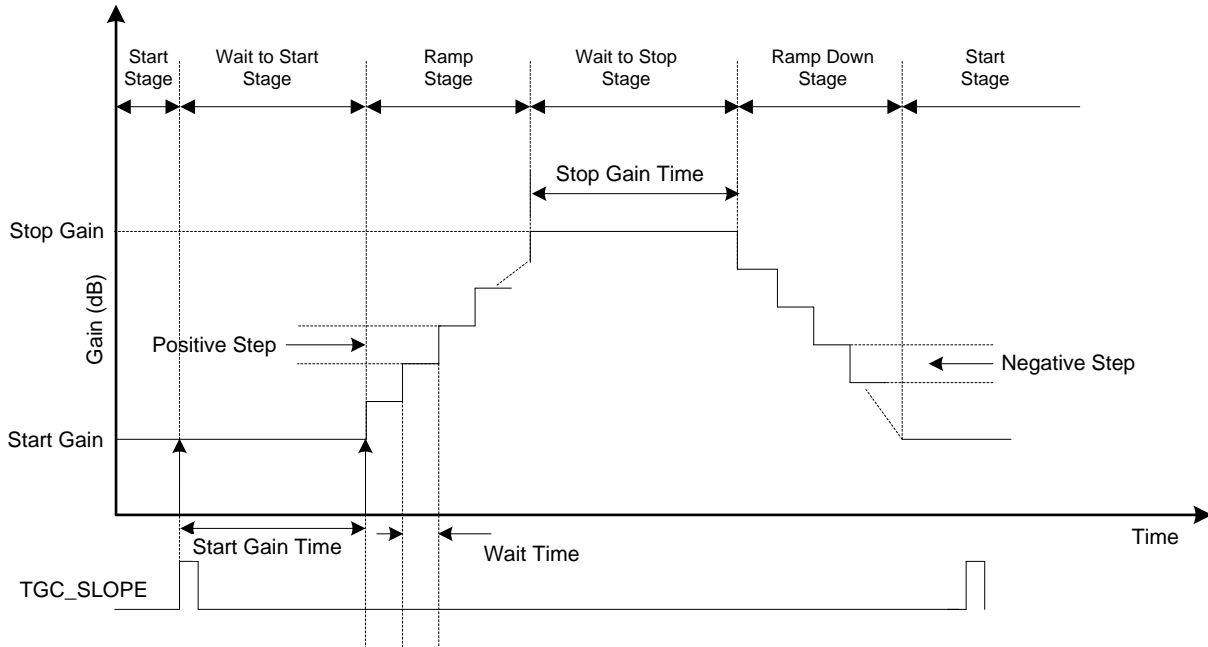 Start
Stage
Wait to Start
Stage
Ramp
Stage
Wait to Stop
Stage
Ramp Down
Stage
Start
Stage
Stop Gain Time
Stop Gain
Gain (dB)
Positive Step
Negative Step
Start Gain
Start Gain Time
Wait Time
Time
TGC_SLOPE